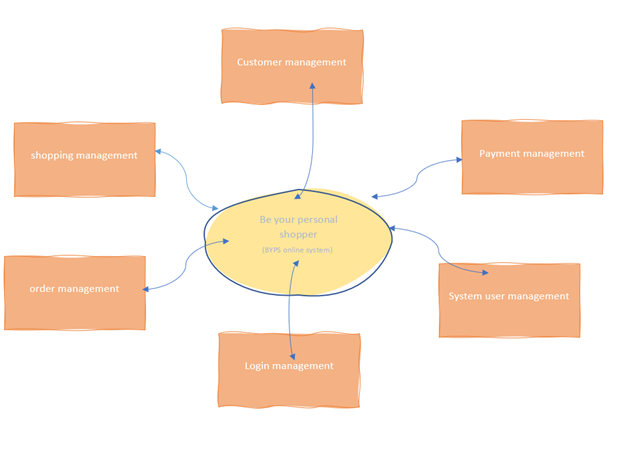 Customer management
shopping management
Payment management
Be your personal
shopper
(BYPS online system)
order management
System user management
Login management